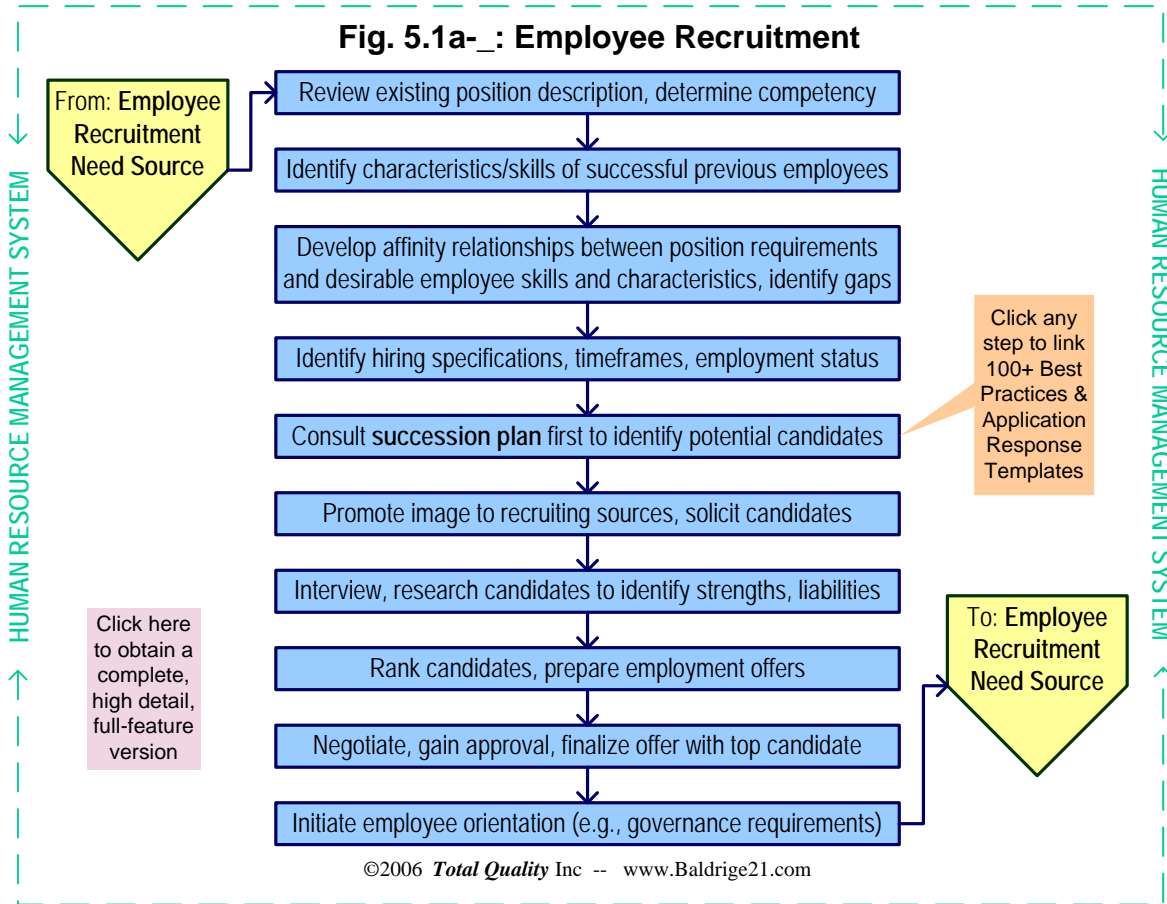 Fig. 5.1a-_: Employee Recruitment
From: Employee
Recruitment
Need Source
Review existing position description, determine competency
Identify characteristics/skills of successful previous employees
Develop affinity relationships between position requirements
and desirable employee skills and characteristics, identify gaps
Identify hiring specifications, timeframes, employment status
Consult succession plan first to identify potential candidates
Click any
step to link
100+ Best
Practices &
Application
Response
Templates
Promote image to recruiting sources, solicit candidates
Interview, research candidates to identify strengths, liabilities
Rank candidates, prepare employment offers
Negotiate, gain approval, finalize offer with top candidate
Initiate employee orientation (e.g., governance requirements)
To: Employee
Recruitment
Need Source
Click here
to obtain a
complete,
high detail,
full-feature
version
HUMAN RESOURCE MANAGEMENT SYSTEM
HUMAN RESOURCE MANAGEMENT SYSTEM
©2006 Total Quality Inc -- www.Baldrige21.com